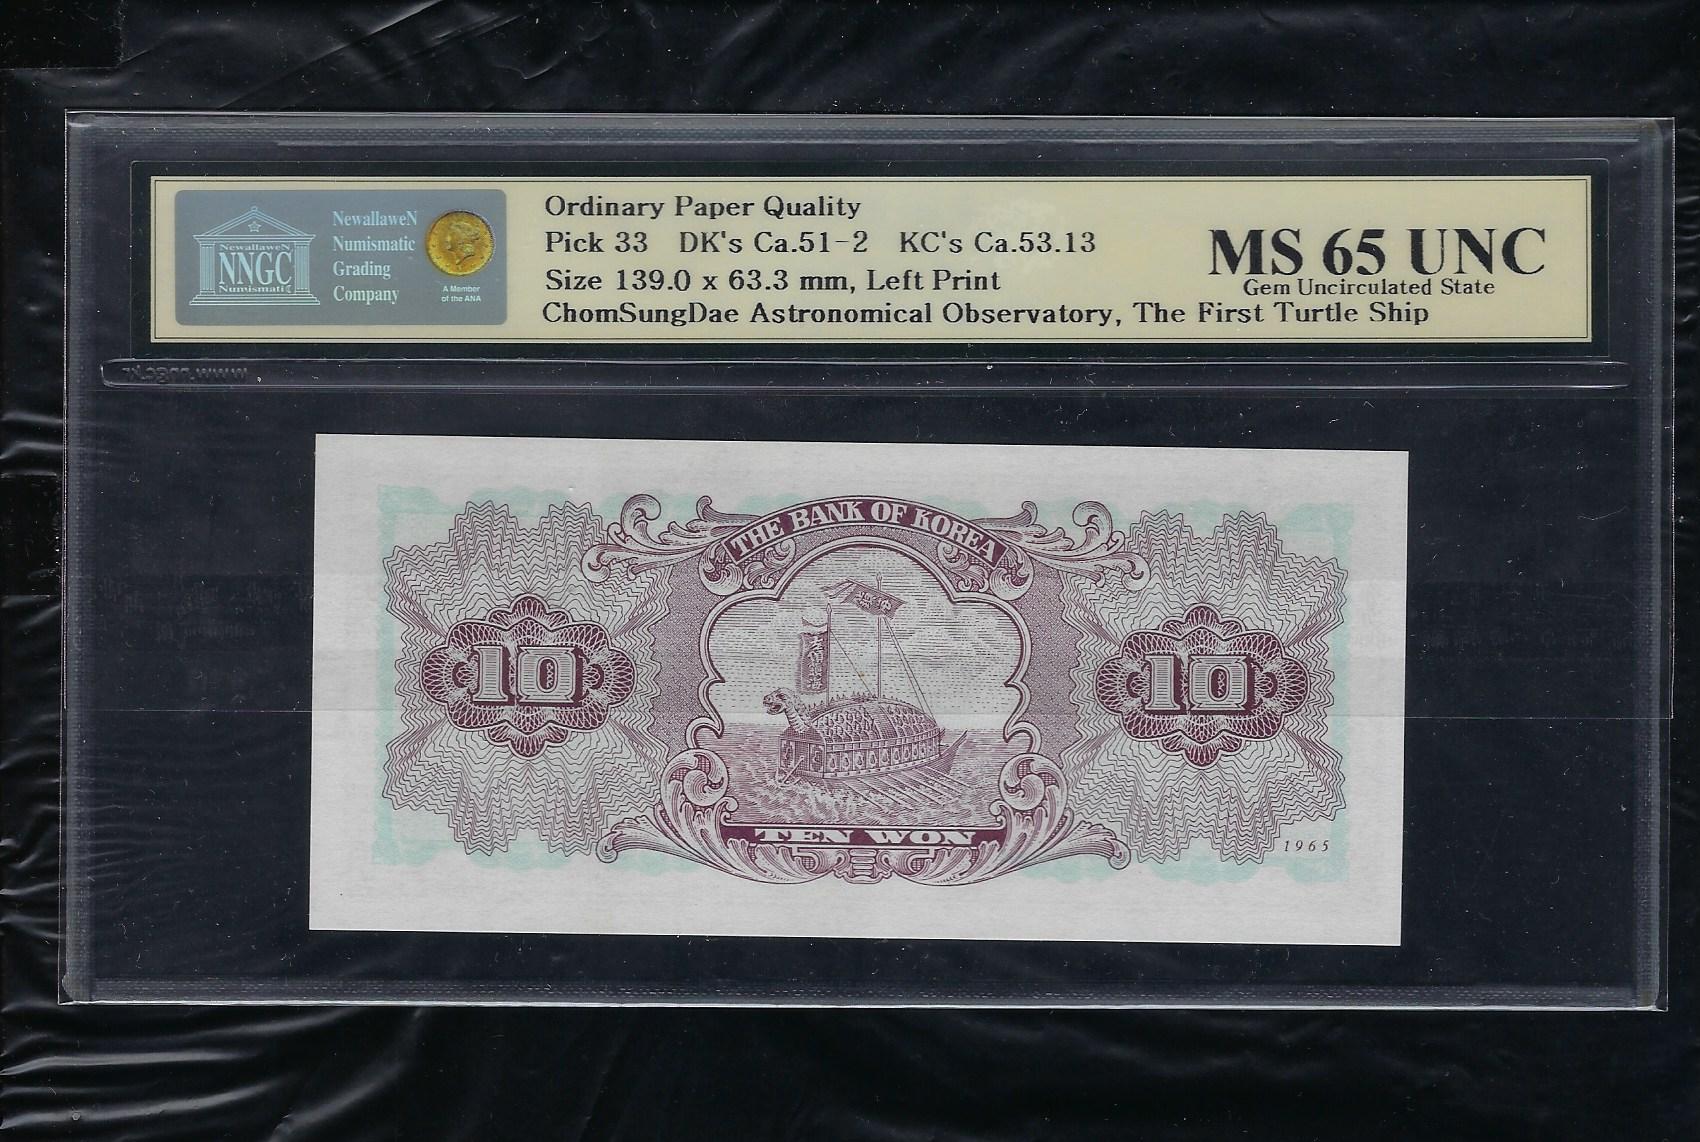 NewallaweN
NNGC
Numismatic
NewallaweN
Numismatic
Grading
Company
A Member
of the ANA
Ordinary Paper Quality
Pick 33 DK's Ca.51-2 KC's Ca.53.13
Size 139.0 x 63.3 mm, Left Print
ChomSungDae Astronomical Observatory, The First Turtle Ship
MS 65 UNC
Gem Uncirculated State
THE BANK OF KOREA
10
10
TEN WON
1965